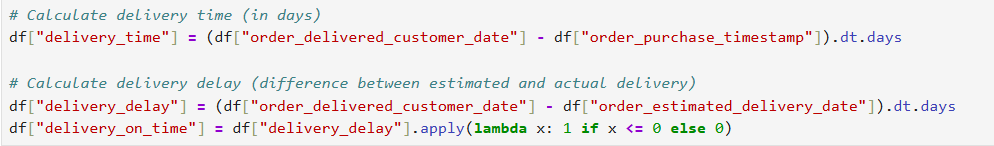 # Calculate delivery time (in days)
df["delivery_time"] = (df["order_delivered_customer_date"] - df["order_purchase_timestamp"]).dt.days
# Calculate delivery delay (difference between estimated and actual delivery)
df["delivery_delay"] = (df["order_delivered_customer_date"] - df["order_estimated_delivery_date"]).dt.days
df["delivery_on_time"] = df["delivery_delay"].apply(lambda x: 1 if x <= 0 else 0)